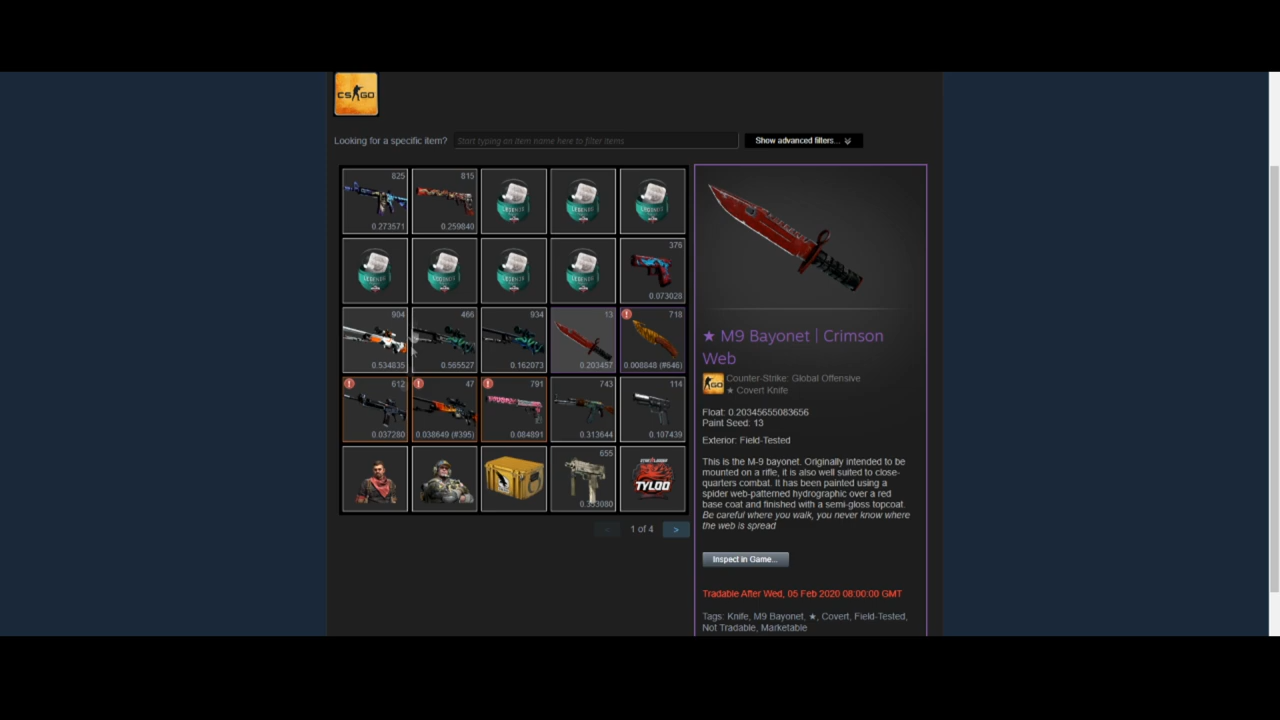 CS GO
Looking for a specific item?
Start typing an item name here to filter items
Show advanced filters...
825
0.273571
815
0.259840
376
0.073028
904
0.534835
466
0.565527
934
0.162073
13
0.203457
718
0.008848 (#646)
612
0.037280
47
0.038649 (#395)
791
0.084891
743
0.313644
114
0.107439
655
0.333080
TYLOO
< 1 of 4 >
★ M9 Bayonet | Crimson
Web
Counter-Strike: Global Offensive
★ Covert Knife
Float: 0.20345655083656
Paint Seed: 13
Exterior: Field-Tested
This is the M-9 bayonet. Originally intended to be
mounted on a rifle, it is also well suited to close-
quarters combat. It has been painted using a
spider web-patterned hydrographic over a red
base coat and finished with a semi-gloss topcoat.
Be careful where you walk, you never know where
the web is spread
Inspect in Game...
Tradable After Wed, 05 Feb 2020 08:00:00 GMT
Tags: Knife, M9 Bayonet, ★, Covert, Field-Tested,
Not Tradable, Marketable